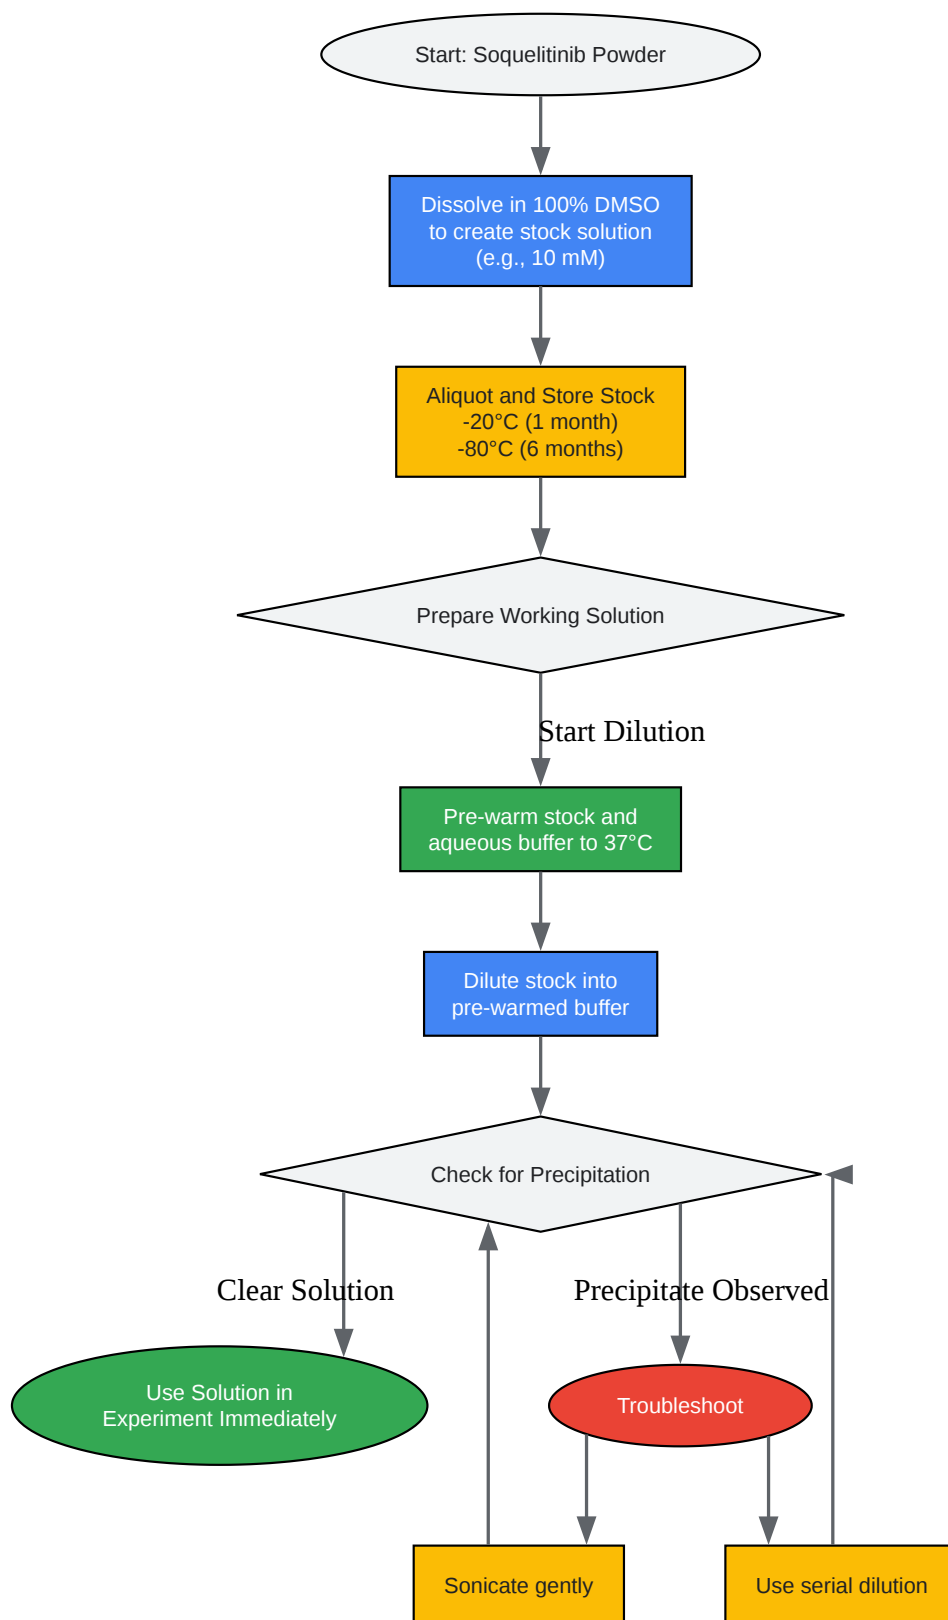 Start: Soquelitinib Powder
Dissolve in 100% DMSO
to create stock solution
(e.g., 10 mM)
Aliquot and Store Stock
-20°C (1 month)
-80°C (6 months)
Prepare Working Solution
Start Dilution
Pre-warm stock and
aqueous buffer to 37°C
Dilute stock into
pre-warmed buffer
Check for Precipitation
Clear Solution
Precipitate Observed
Use Solution in
Experiment Immediately
Troubleshoot
Sonicate gently
Use serial dilution